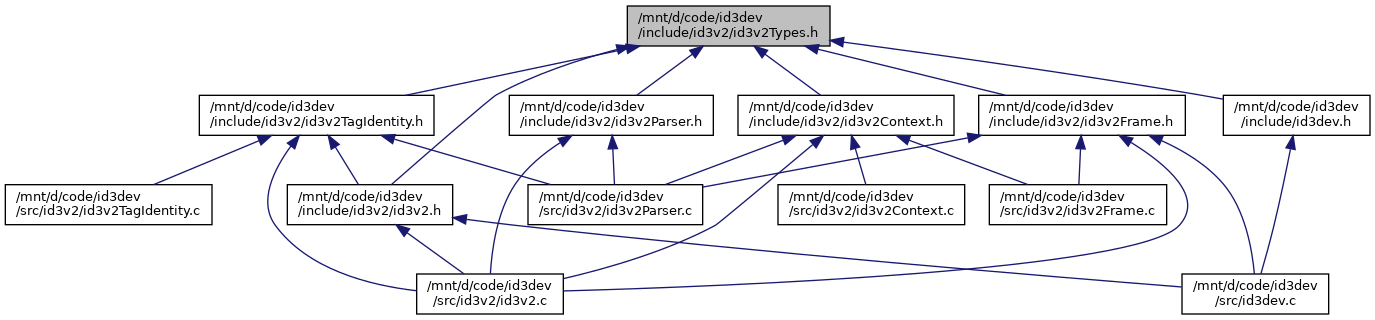 /mnt/d/code/id3dev
/include/id3v2/id3v2Types.h
/mnt/d/code/id3dev
/include/id3v2/id3v2TagIdentity.h
/mnt/d/code/id3dev
/include/id3v2/id3v2Parser.h
/mnt/d/code/id3dev
/include/id3v2/id3v2Context.h
/mnt/d/code/id3dev
/include/id3v2/id3v2Frame.h
/mnt/d/code/id3dev
/include/id3dev.h
/mnt/d/code/id3dev
/src/id3v2/id3v2TagIdentity.c
/mnt/d/code/id3dev
/include/id3v2/id3v2.h
/mnt/d/code/id3dev
/src/id3v2/id3v2Parser.c
/mnt/d/code/id3dev
/src/id3v2/id3v2Context.c
/mnt/d/code/id3dev
/src/id3v2/id3v2Frame.c
/mnt/d/code/id3dev
/src/id3v2/id3v2.c
/mnt/d/code/id3dev
/src/id3dev.c